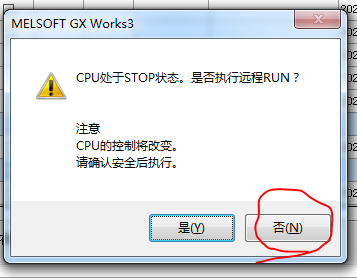 202
MELSOFT GX Works3
CPU处于STOP状态。是否执行远程RUN？
注意
CPU的控制将改变。
请确认安全后执行。
是(Y)
否(N)